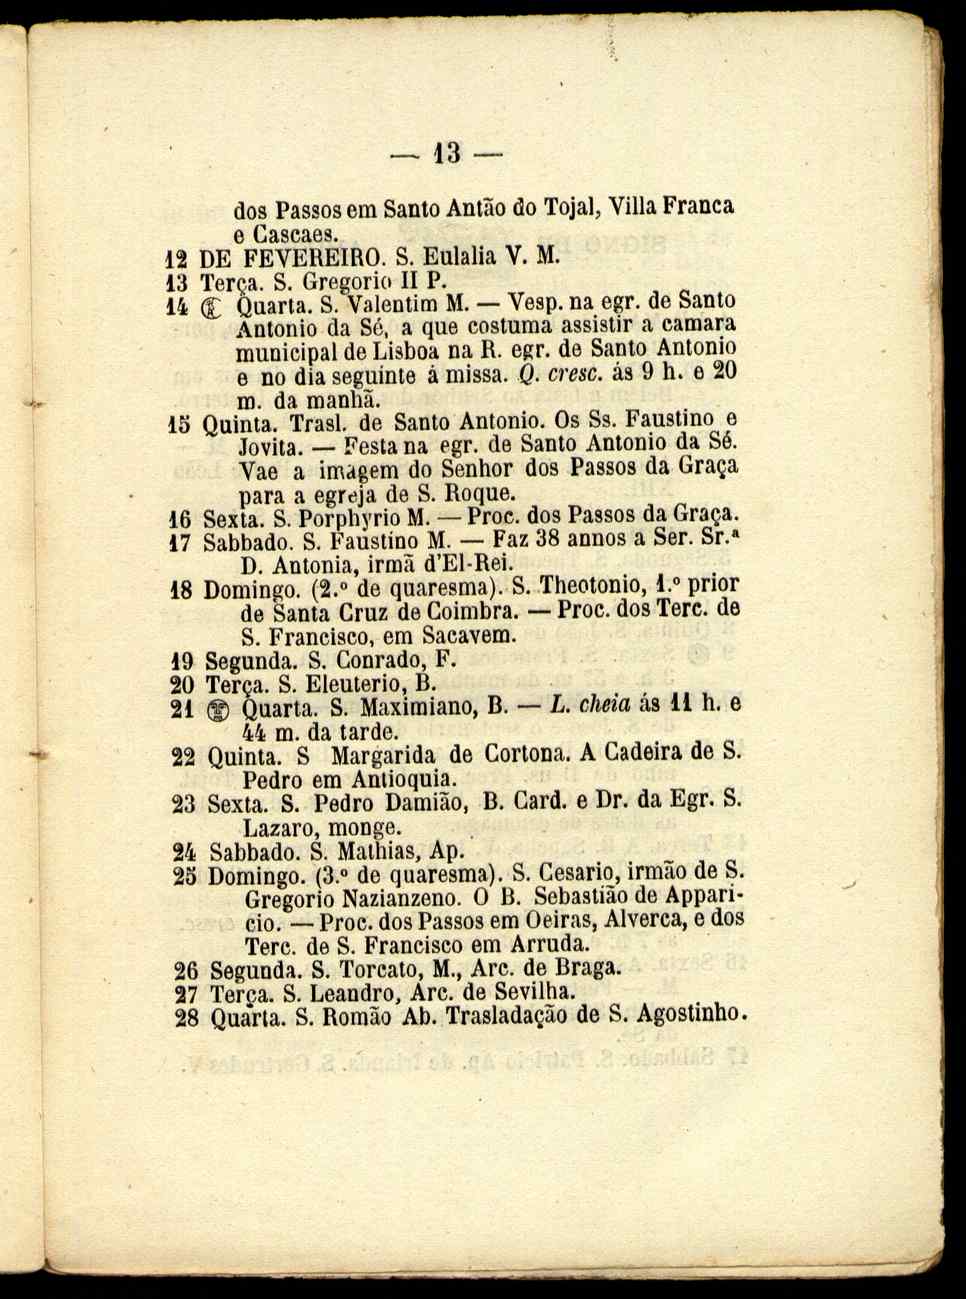 — 13 —
dos Passos em Santo Antão do Tojal, Villa Franca
e Cascaes.
12 DE FEVEREIRO. S. Eulalia V. M.
13 Terça. S. Gregorio II P.
14 Quarta. S. Valentim M. — Vesp. na egr. de Santo
Antonio da Sé, a que costuma assistir a camara
municipal de Lisboa na R. egr. de Santo Antonio
e no dia seguinte á missa. Q. cresc. ás 9 h. e 20
m. da manhã.
15 Quinta. Trasl. de Santo Antonio. Os Ss. Faustino e
Jovita. — Festa na egr. de Santo Antonio da Sé.
Vae a imagem do Senhor dos Passos da Graça
para a egreja de S. Roque.
16 Sexta. S. Porphyrio M. — Proc. dos Passos da Graça.
17 Sabbado. S. Faustino M. — Faz 38 annos a Ser. Sr.ª
D. Antonia, irmã d'El-Rei.
18 Domingo. (2.º de quaresma). S. Theotonio, 1.º prior
de Santa Cruz de Coimbra. — Proc. dos Terc. de
S. Francisco, em Sacavem.
19 Segunda. S. Conrado, F.
20 Terça. S. Eleuterio, B.
21 Quarta. S. Maximiano, B. — L. cheia ás 11 h. e
44 m. da tarde.
22 Quinta. S Margarida de Cortona. A Cadeira de S.
Pedro em Antioquia.
23 Sexta. S. Pedro Damião, B. Card. e Dr. da Egr. S.
Lazaro, monge.
24 Sabbado. S. Mathias, Ap.
25 Domingo. (3.º de quaresma). S. Cesario, irmão de S.
Gregorio Nazianzeno. O B. Sebastião de Appari-
cio. — Proc. dos Passos em Oeiras, Alverca, e dos
Terc. de S. Francisco em Arruda.
26 Segunda. S. Torcato, M., Arc. de Braga.
27 Terça. S. Leandro, Arc. de Sevilha.
28 Quarta. S. Romão Ab. Trasladação de S. Agostinho.